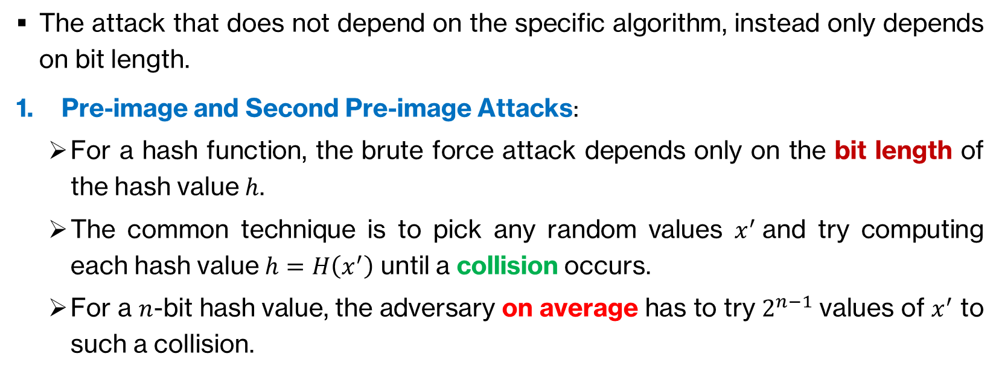 ▪ The attack that does not depend on the specific algorithm, instead only depends
on bit length.
1. Pre-image and Second Pre-image Attacks:
➢ For a hash function, the brute force attack depends only on the bit length of
the hash value ℎ.
➢ The common technique is to pick any random values 𝑥′ and try computing
each hash value ℎ = 𝐻(𝑥′) until a collision occurs.
➢ For a 𝑛-bit hash value, the adversary on average has to try 2ⁿ⁻¹ values of 𝑥′ to
such a collision.